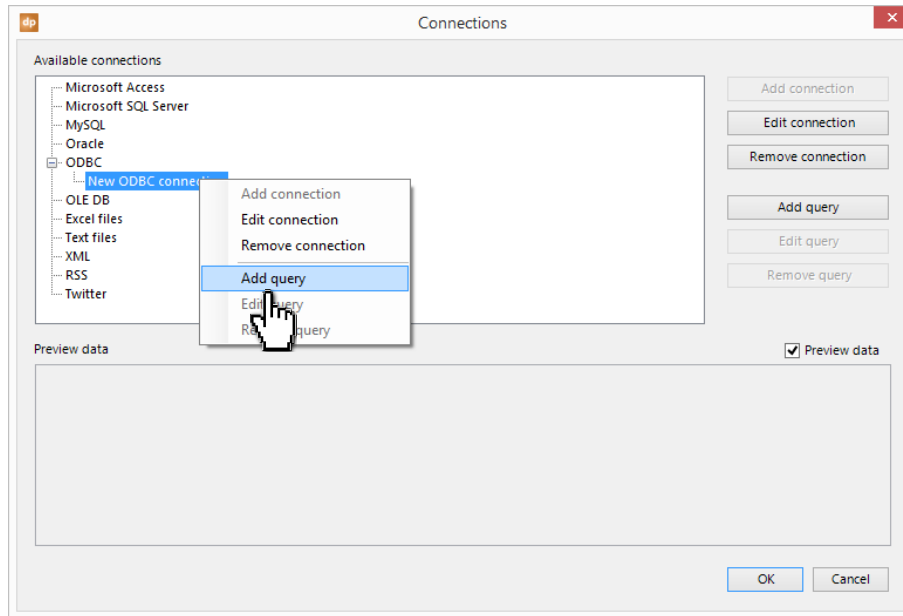 dp
Connections
Available connections
Microsoft Access
Microsoft SQL Server
MySQL
Oracle
ODBC
New ODBC
OLE DB
Excel files
Text files
XML
RSS
Twitter
Add connection
Edit connection
Remove connection
Add query
query
query
Add connection
Edit connection
Remove connection
Add query
Edit query
Remove query
Preview data
Preview data
OK
Cancel